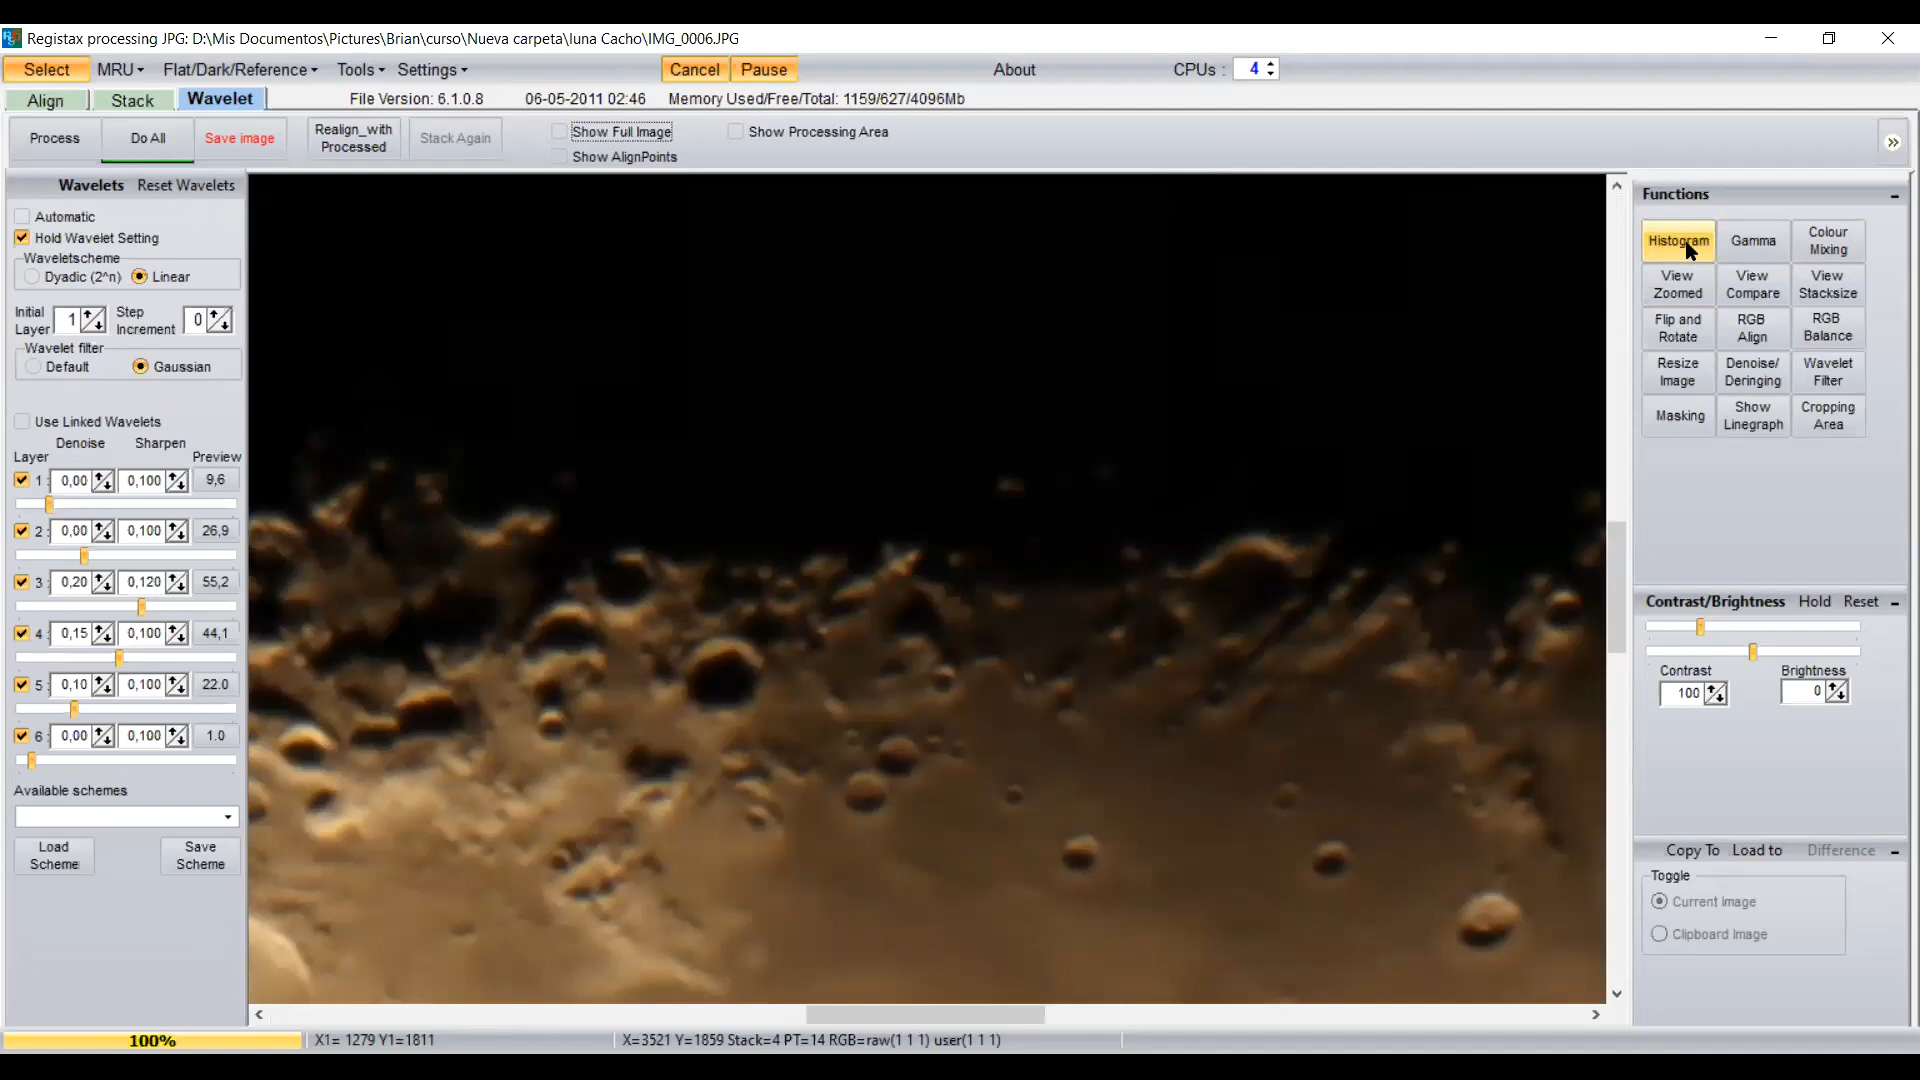 Registax processing JPG: D:\Mis Documentos\Pictures\Brian\curso\Nueva carpeta\luna Cacho\IMG_0006.JPG
Select MRU Flat/Dark/Reference Tools Settings Cancel Pause About CPUs : 4
Align Stack Wavelet File Version: 6.1.0.8 06-05-2011 02:46 Memory Used/Free/Total: 1159/627/4096Mb
Process Do All Save image Realign_with Processed Stack Again Show Full Image Show Processing Area
Show AlignPoints
Wavelets Reset Wavelets
Automatic
Hold Wavelet Setting
Waveletscheme
Dyadic (2^n) Linear
Initial Layer 1 Step Increment 0
Wavelet filter
Default Gaussian
Use Linked Wavelets
Denoise Sharpen
Layer Preview
1 : 0,00 0,100 9,6
2 : 0,00 0,100 26,9
3 : 0,20 0,120 55,2
4 : 0,15 0,100 44,1
5 : 0,10 0,100 22.0
6 : 0,00 0,100 1.0
Available schemes
Load Scheme Save Scheme
Functions
Histogram Gamma Colour Mixing
View Zoomed View Compare View Stacksize
Flip and Rotate RGB Align RGB Balance
Resize Image Denoise/ Deringing Wavelet Filter
Masking Show Linegraph Cropping Area
Contrast/Brightness Hold Reset
Contrast Brightness
100 0
Copy To Load to Difference
Toggle
Current Image
Clipboard Image
100% X1= 1279 Y1=1811 X=3521 Y=1859 Stack=4 PT=14 RGB=raw(1 1 1) user(1 1 1)